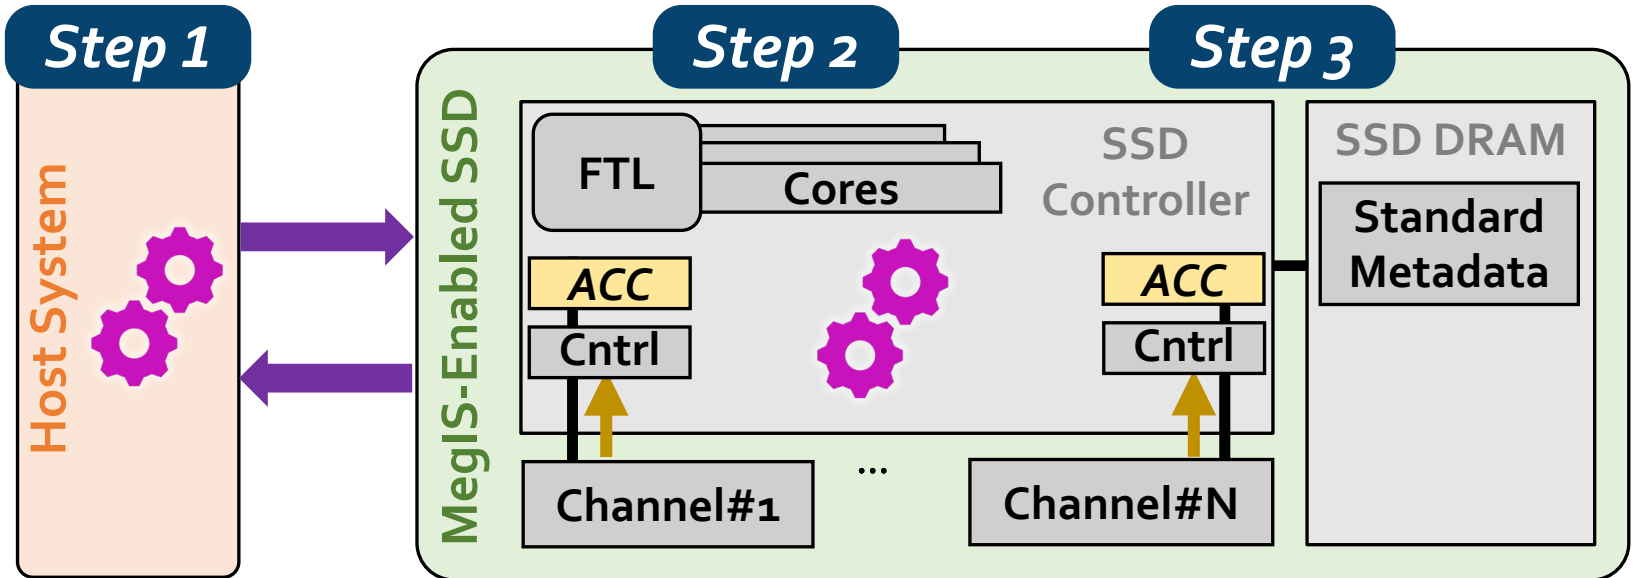 Step 1
Step 2
Step 3
Host System
MegIS-Enabled SSD
FTL
Cores
SSD
Controller
SSD DRAM
Standard
Metadata
ACC
Cntrl
ACC
Cntrl
Channel#1
...
Channel#N